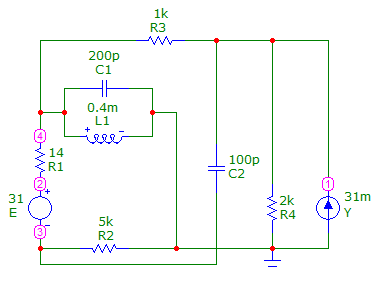 1k
R3
200p
C1
0.4m
L1
+ -
4
14
R1
100p
C2
2
+
31
E
-
3
5k
R2
2k
R4
1
31m
Y